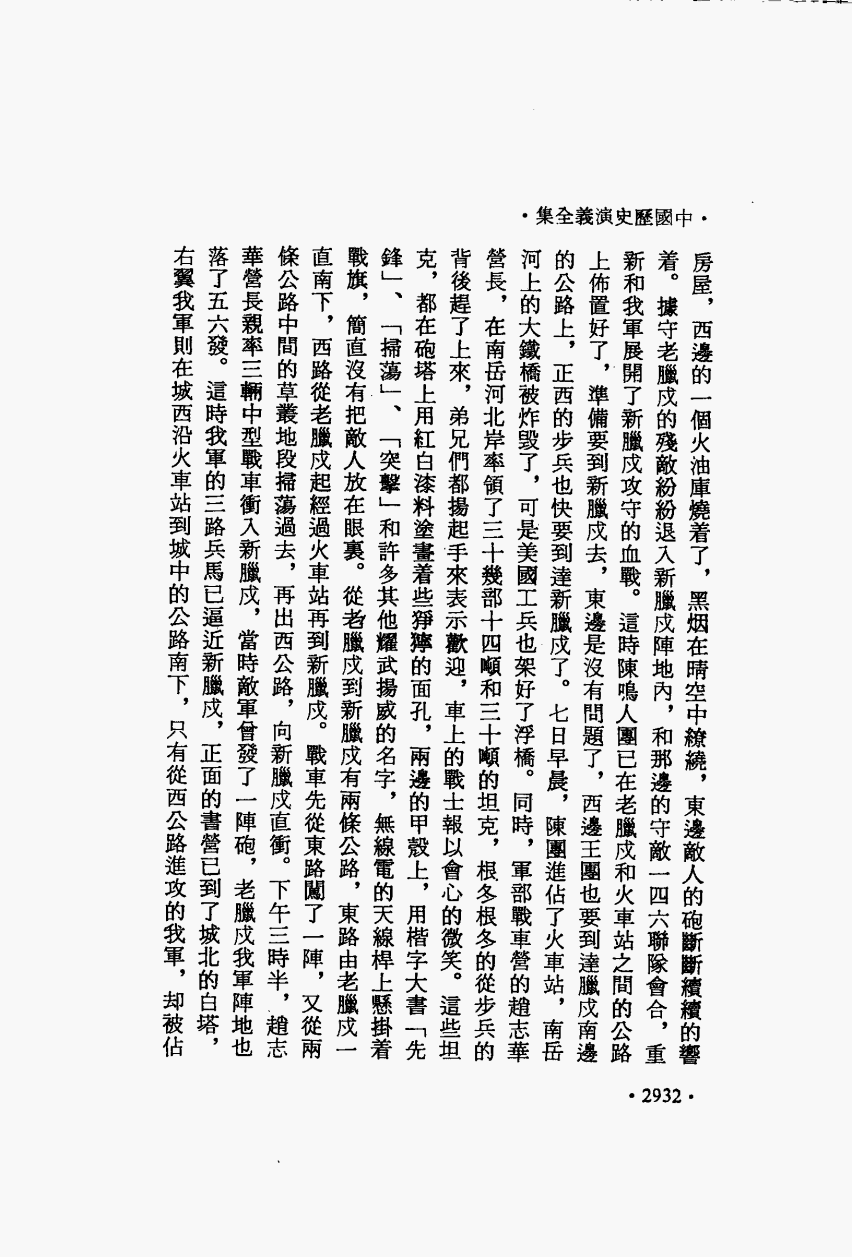 ·中國歷史演義全集·
房屋，西邊的一個火油庫燒着了，黑烟在晴空中繚繞，東邊敵人的砲斷斷續續的響
着。據守老臘戍的殘敵紛紛退入新臘戍陣地內，和那邊的守敵一四六聯隊會合，重
新和我軍展開了新臘戍攻守的血戰。這時陳鳴人團已在老臘戍和火車站之間的公路
上佈置好了，準備要到新臘戍去，東邊是沒有問題了，西邊王團也要到達臘戍南邊
的公路上，正西的步兵也快要到達新臘戍了。七日早晨，陳團進佔了火車站，南岳
河上的大鐵橋被炸毀了，可是美國工兵也架好了浮橋。同時，軍部戰車營的趙志華
營長，在南岳河北岸率領了三十幾部十四噸和三十噸的坦克，根冬根冬的從步兵的
背後趕了上來，弟兄們都揚起手來表示歡迎，車上的戰士報以會心的微笑。這些坦
克，都在砲塔上用紅白漆料塗畫着些猙獰的面孔，兩邊的甲殼上，用楷字大書「先
鋒」、「掃蕩」、「突擊」和許多其他耀武揚威的名字，無線電的天線桿上懸掛着
戰旗，簡直沒有把敵人放在眼裏。從老臘戍到新臘戍有兩條公路，東路由老臘戍一
直南下，西路從老臘戍起經過火車站再到新臘戍。戰車先從東路闖了一陣，又從兩
條公路中間的草叢地段掃蕩過去，再出西公路，向新臘戍直衝。下午三時半，趙志
華營長親率三輛中型戰車衝入新臘戍，當時敵軍曾發了一陣砲，老臘戍我軍陣地也
落了五六發。這時我軍的三路兵馬已逼近新臘戍，正面的書營已到了城北的白塔，
右翼我軍則在城西沿火車站到城中的公路南下，只有從西公路進攻的我軍，却被佔
·2932·